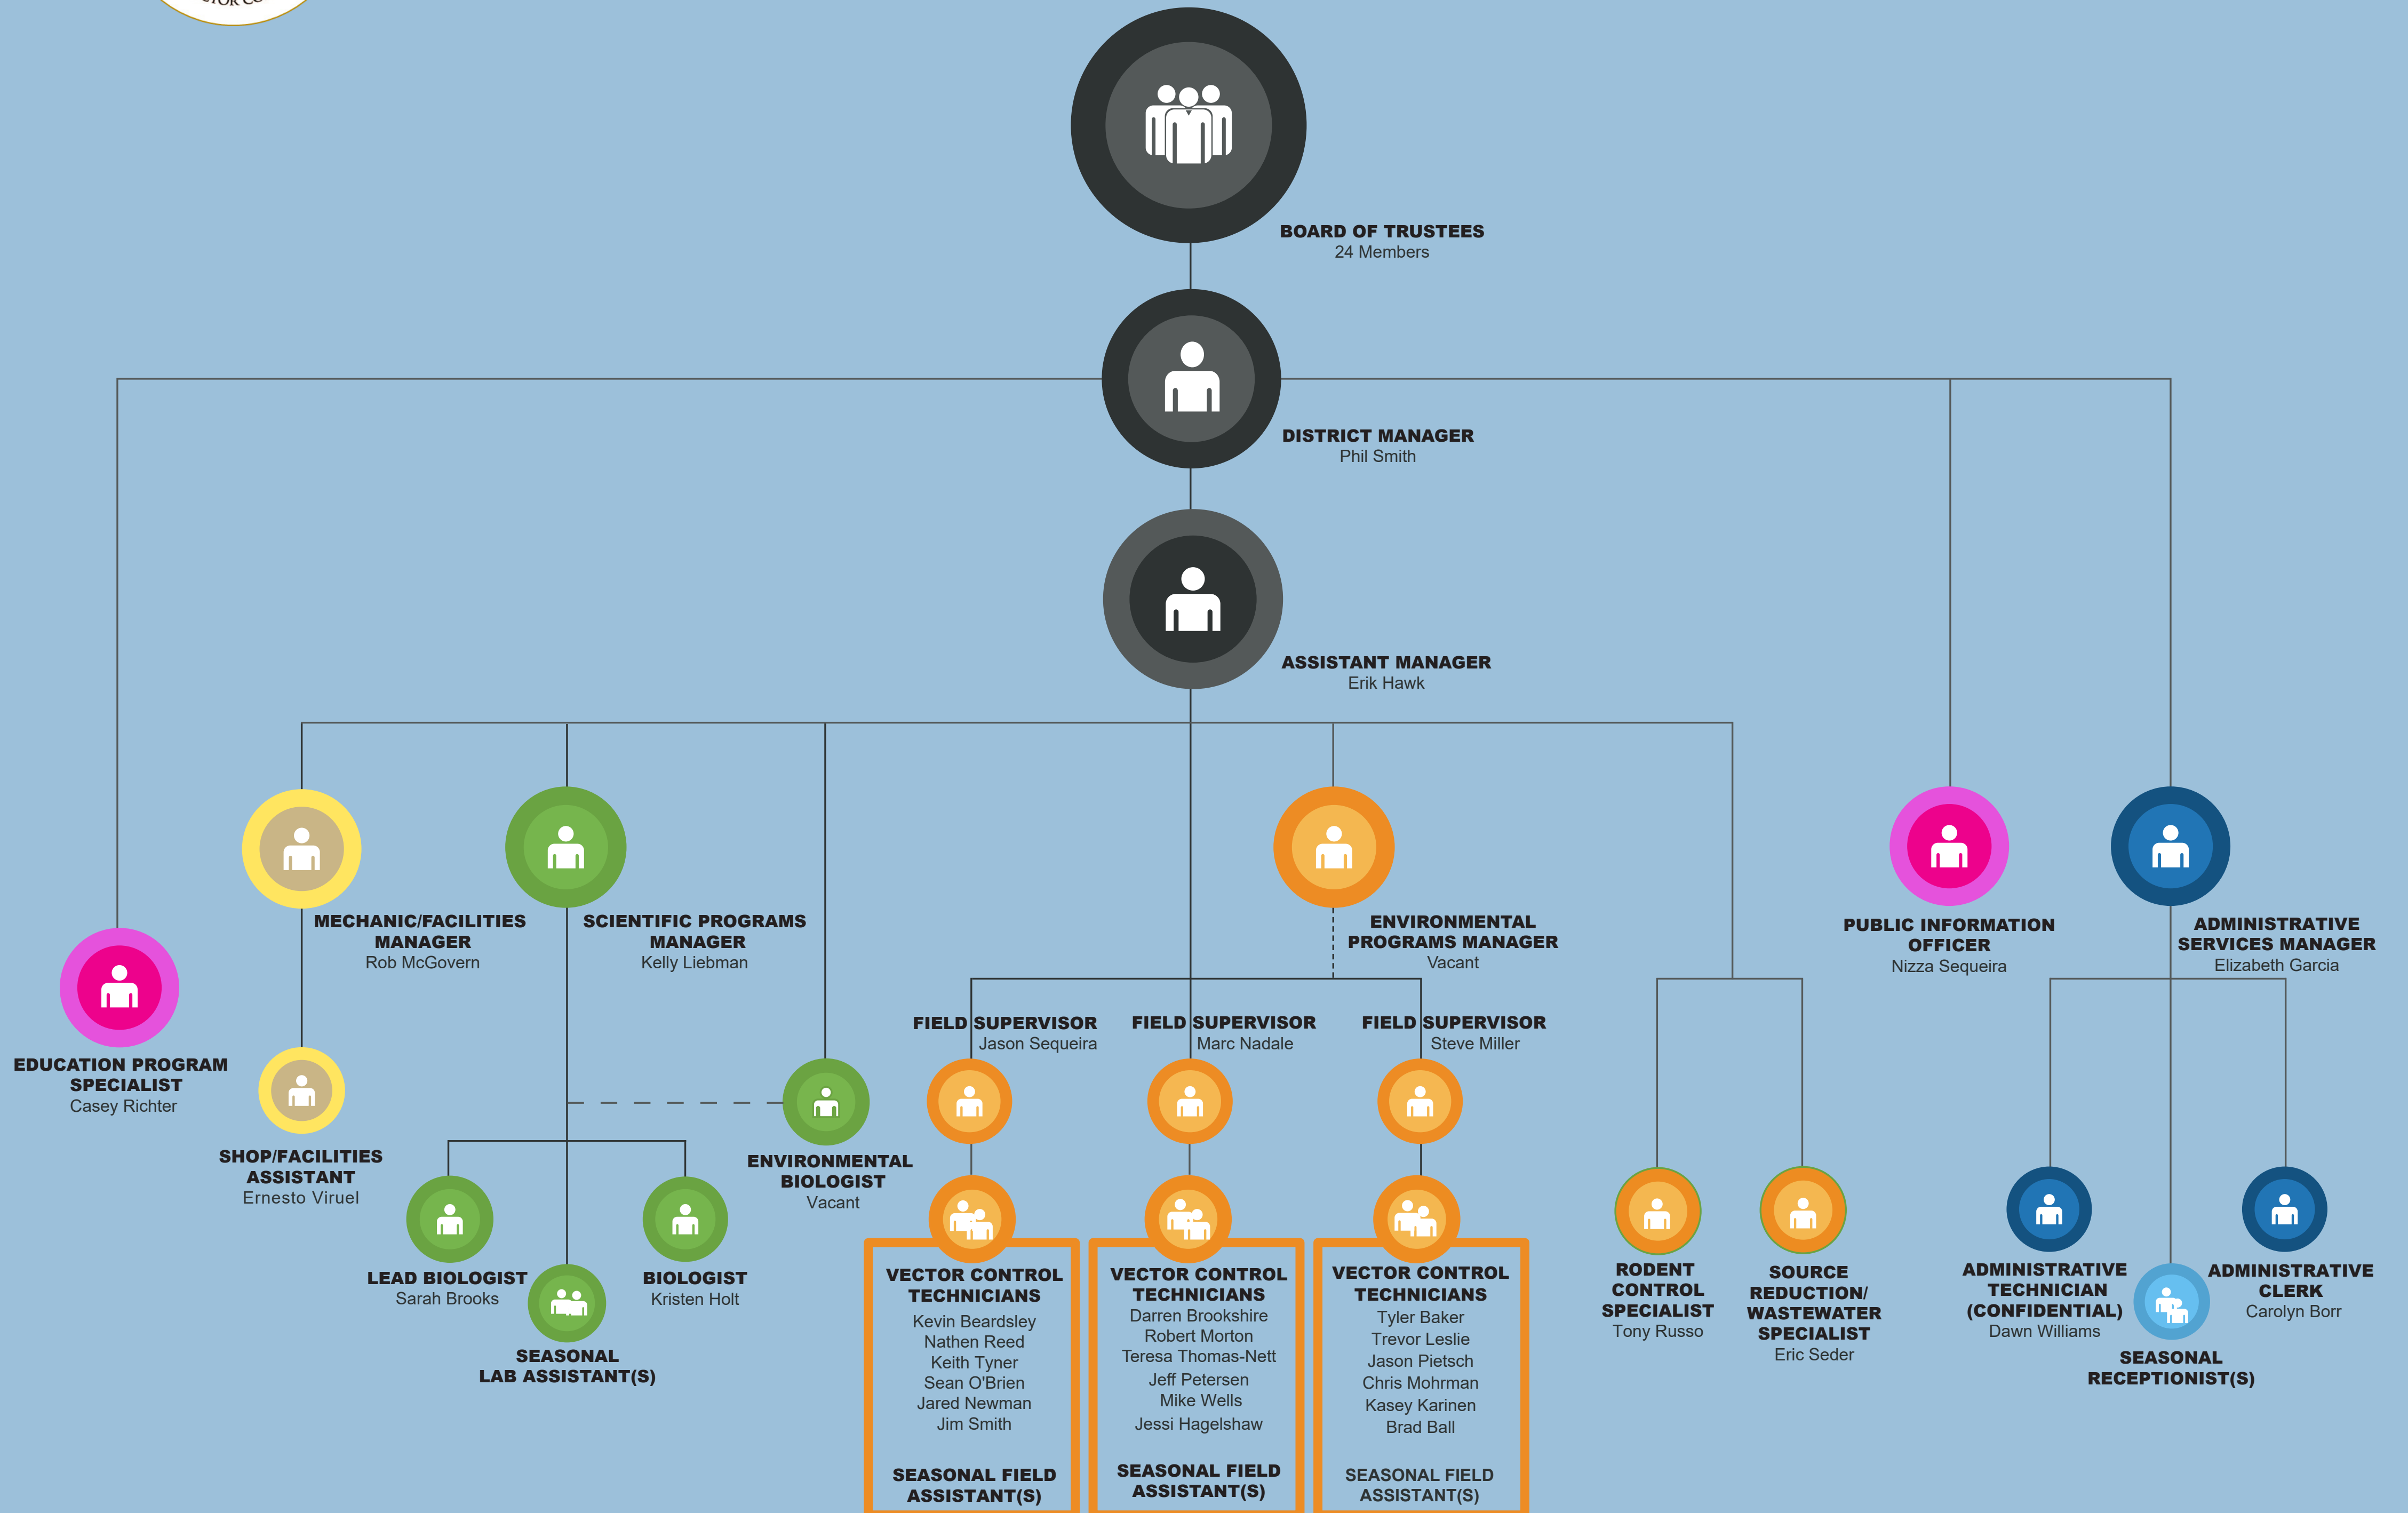 BOARD OF TRUSTEES
24 Members
DISTRICT MANAGER
Phil Smith
ASSISTANT MANAGER
Erik Hawk
MECHANIC/FACILITIES
MANAGER
Rob McGovern
SCIENTIFIC PROGRAMS
MANAGER
Kelly Liebman
ENVIRONMENTAL
PROGRAMS MANAGER
Vacant
PUBLIC INFORMATION
OFFICER
Nizza Sequeira
ADMINISTRATIVE
SERVICES MANAGER
Elizabeth Garcia
EDUCATION PROGRAM
SPECIALIST
Casey Richter
SHOP/FACILITIES
ASSISTANT
Ernesto Viruel
ENVIRONMENTAL
BIOLOGIST
Vacant
FIELD SUPERVISOR
Jason Sequeira
FIELD SUPERVISOR
Marc Nadale
FIELD SUPERVISOR
Steve Miller
LEAD BIOLOGIST
Sarah Brooks
BIOLOGIST
Kristen Holt
SEASONAL
LAB ASSISTANT(S)
VECTOR CONTROL
TECHNICIANS
Kevin Beardsley
Nathen Reed
Keith Tyner
Sean O'Brien
Jared Newman
Jim Smith
SEASONAL FIELD
ASSISTANT(S)
VECTOR CONTROL
TECHNICIANS
Darren Brookshire
Robert Morton
Teresa Thomas-Nett
Jeff Petersen
Mike Wells
Jessi Hagelshaw
SEASONAL FIELD
ASSISTANT(S)
VECTOR CONTROL
TECHNICIANS
Tyler Baker
Trevor Leslie
Jason Pietsch
Chris Mohrman
Kasey Karinen
Brad Ball
SEASONAL FIELD
ASSISTANT(S)
RODENT
CONTROL
SPECIALIST
Tony Russo
SOURCE
REDUCTION/
WASTEWATER
SPECIALIST
Eric Seder
ADMINISTRATIVE
TECHNICIAN
(CONFIDENTIAL)
Dawn Williams
SEASONAL
RECEPTIONIST(S)
ADMINISTRATIVE
CLERK
Carolyn Borr